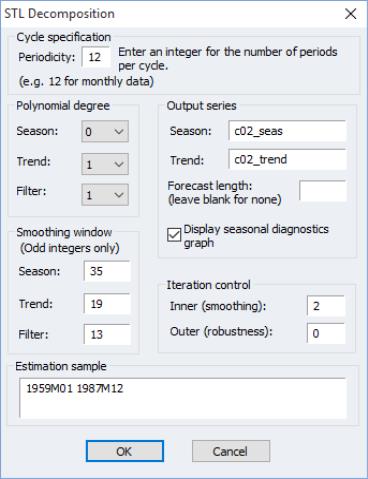 STL Decomposition
Cycle specification
Periodicity: 12 Enter an integer for the number of periods
per cycle.
(e.g. 12 for monthly data)
Polynomial degree
Season: 0
Trend: 1
Filter: 1
Output series
Season: c02_seas
Trend: c02_trend
Forecast length:
(leave blank for none)
Display seasonal diagnostics
graph
Smoothing window
(Odd integers only)
Season: 35
Trend: 19
Filter: 13
Iteration control
Inner (smoothing): 2
Outer (robustness): 0
Estimation sample
1959M01 1987M12
OK Cancel